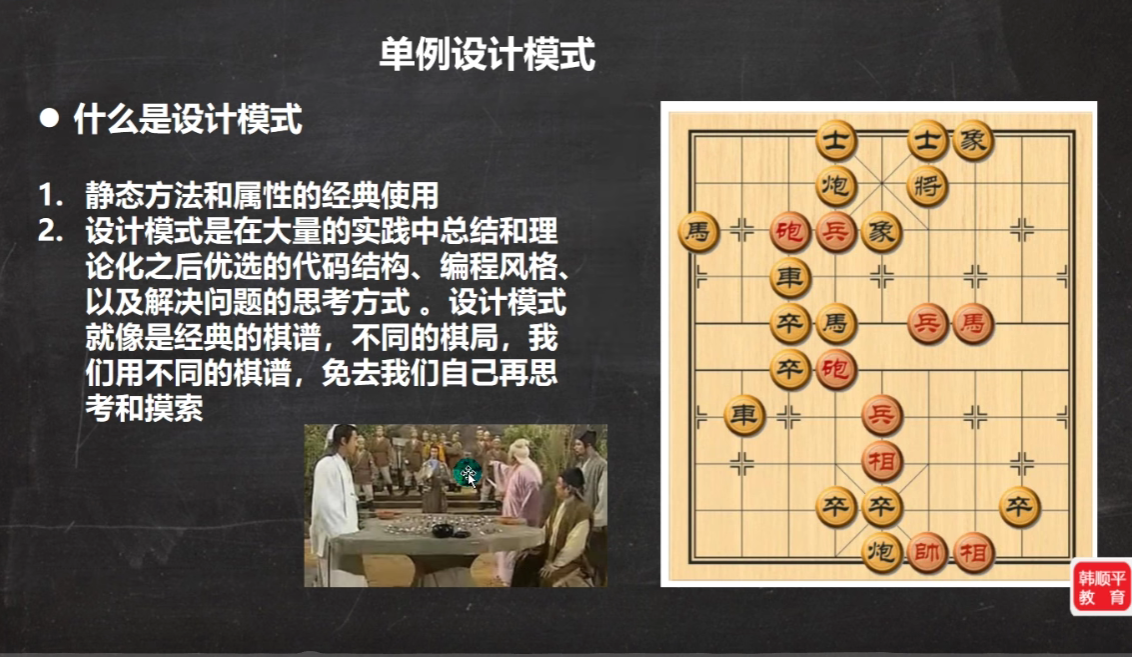 单例设计模式
● 什么是设计模式
1. 静态方法和属性的经典使用
2. 设计模式是在大量的实践中总结和理
论化之后优选的代码结构、编程风格、
以及解决问题的思考方式 。设计模式
就像是经典的棋谱，不同的棋局，我
们用不同的棋谱，免去我们自己再思
考和摸索
士 士 象
炮 將
馬 砲 兵 象
車
卒 馬 兵 馬
卒 砲
車 兵
相
卒 卒 卒
炮 帥 相
韩顺平
教 育